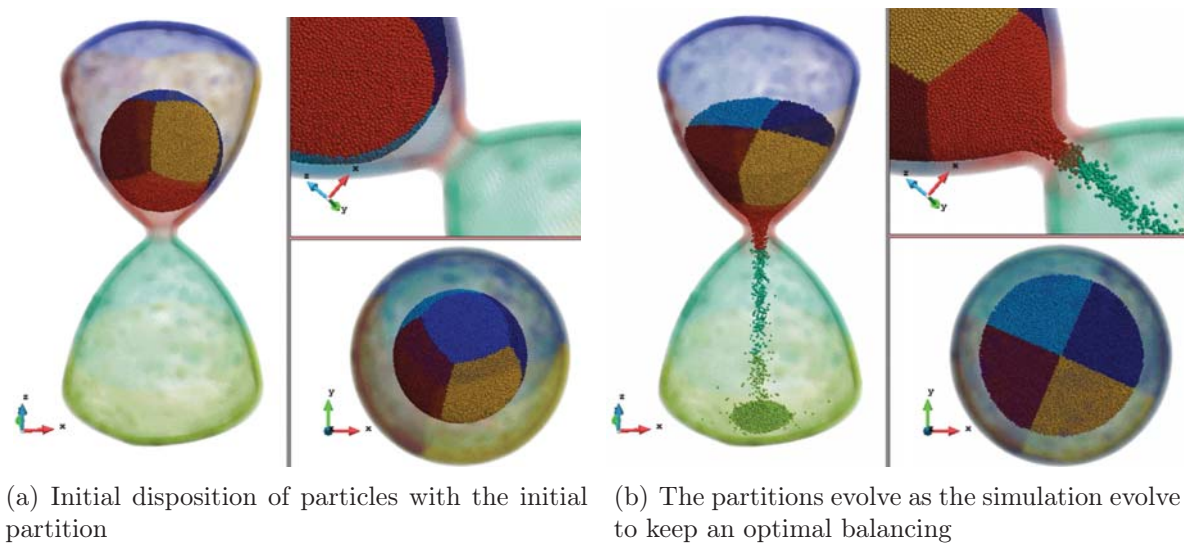 z
x
z
x
y
y
x
z
x
z
x
y
y
x
(a) Initial disposition of particles with the initial
partition
(b) The partitions evolve as the simulation evolve
to keep an optimal balancing